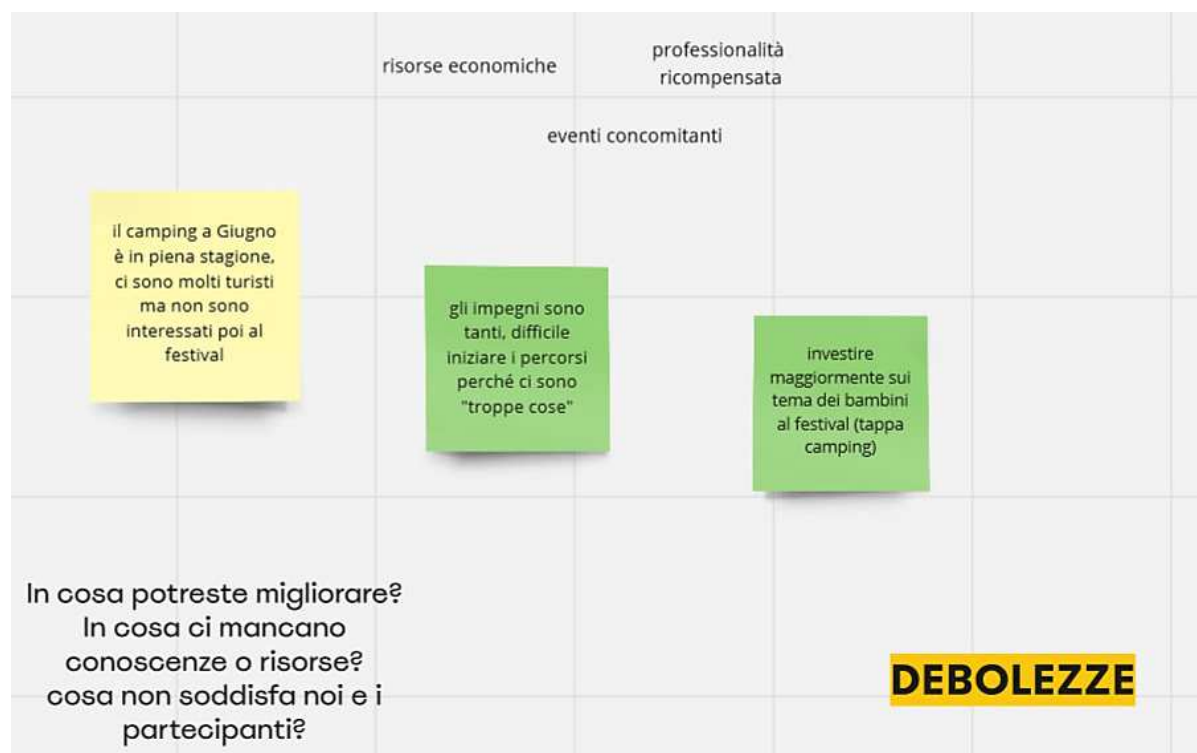 risorse economiche
professionalità
ricompensata
eventi concomitanti
il camping a Giugno
è in piena stagione,
ci sono molti turisti
ma non sono
interessati poi al
festival
gli impegni sono
tanti, difficile
iniziare i percorsi
perché ci sono
"troppe cose"
investire
maggiormente sui
tema dei bambini
al festival (tappa
camping)
In cosa potreste migliorare?
In cosa ci mancano
conoscenze o risorse?
cosa non soddisfa noi e i
partecipanti?
DEBOLEZZE